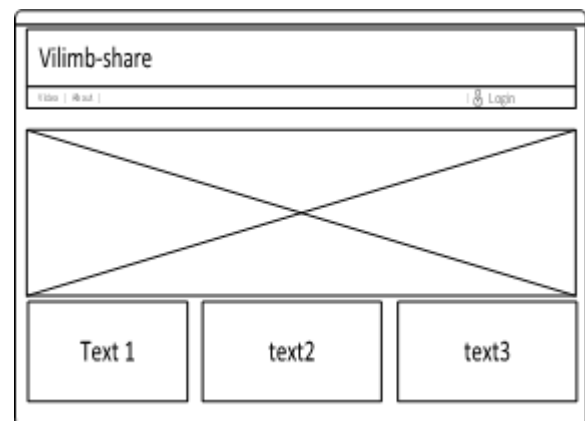 Vilimb-share
Video | About |
| Login
Text 1
text2
text3